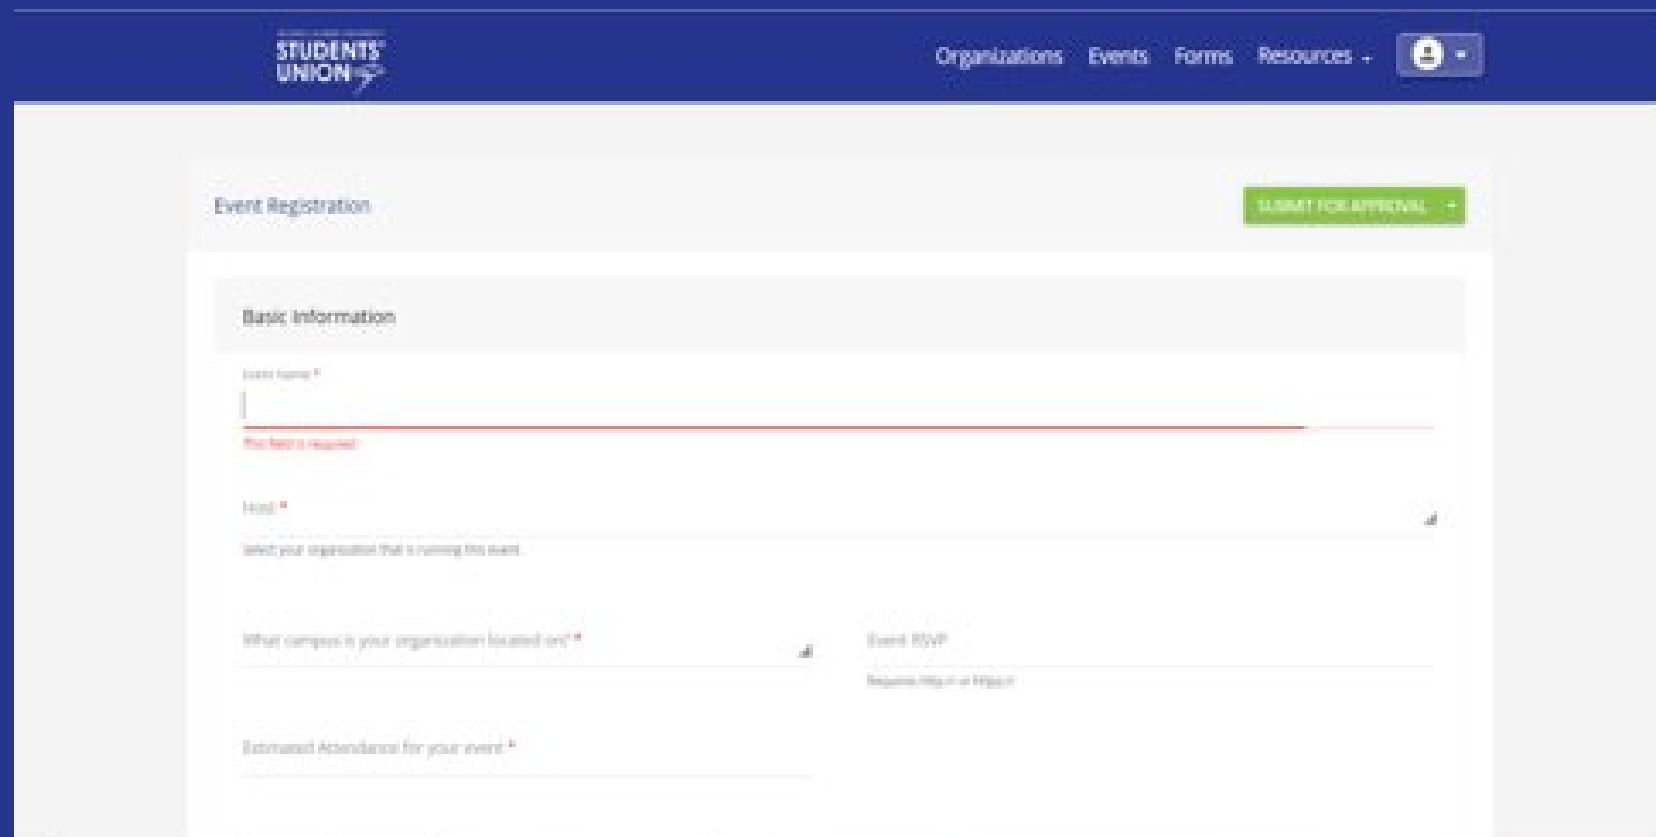 STUDENTS'
UNION
Organizations Events Forms Resources
Event Registration
SUBMIT FOR APPROVAL
Basic Information
Event Name *
This field is required
Host *
Select your organization that is running this event
What campus is your organization located on? *
Event RSVP
Requires http:// or https://
Estimated Attendance for your event *